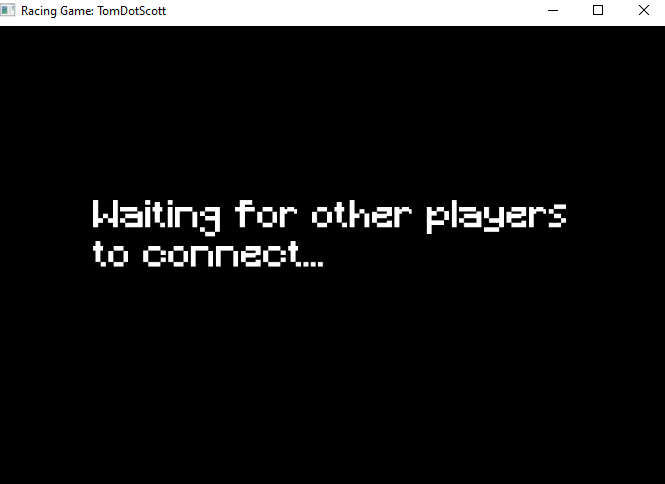 Racing Game: TomDotScott
Waiting for other players
to connect...